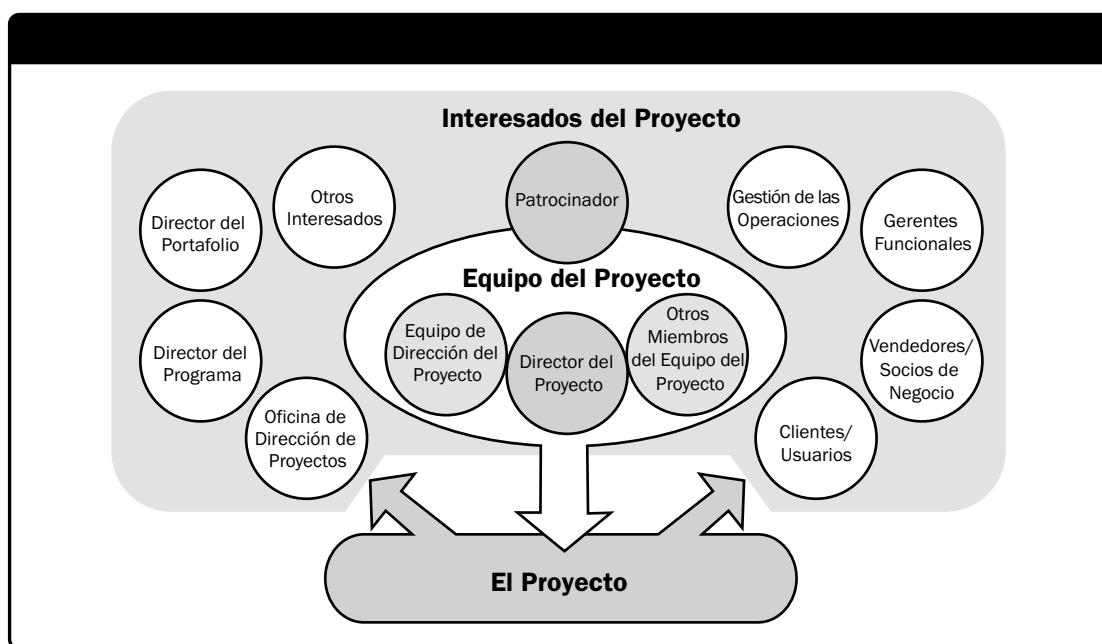 Interesados del Proyecto
Director del
Portafolio
Otros
Interesados
Patrocinador
Gestión de las
Operaciones
Gerentes
Funcionales
Equipo del Proyecto
Director del
Programa
Equipo de
Dirección del
Proyecto
Director del
Proyecto
Otros
Miembros
del Equipo del
Proyecto
Vendedores/
Socios de
Negocio
Oficina de
Dirección de
Proyectos
Clientes/
Usuarios
El Proyecto